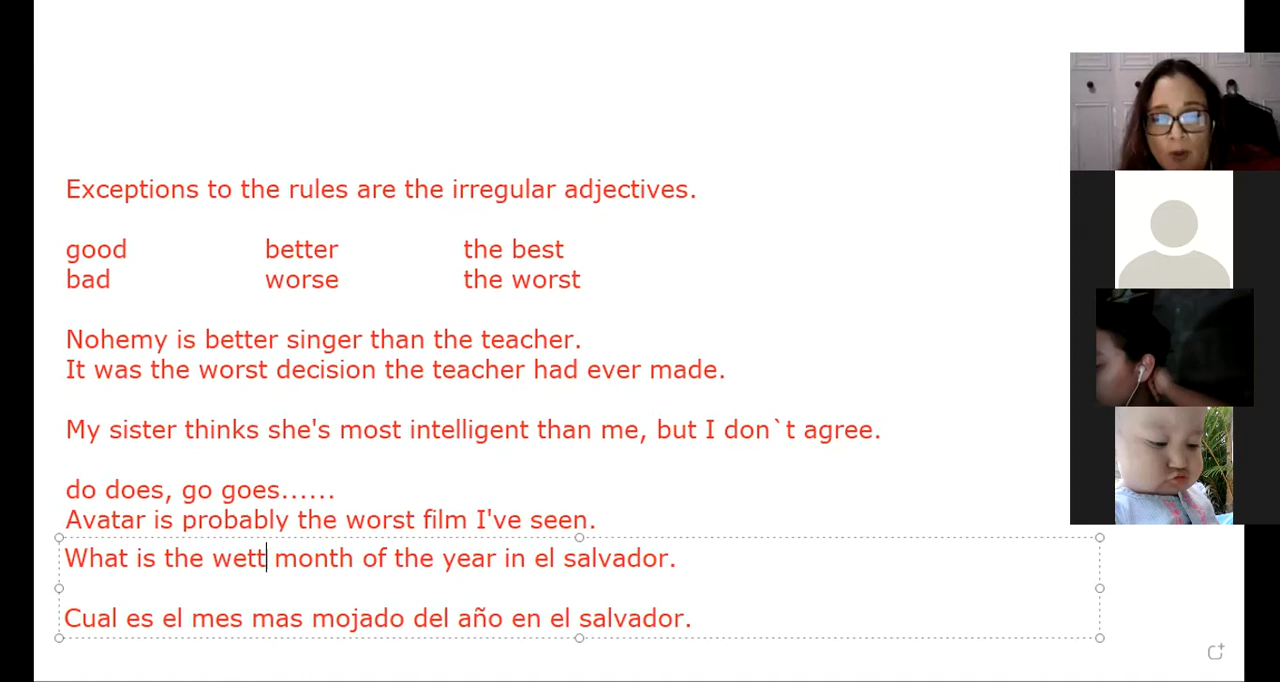 Exceptions to the rules are the irregular adjectives.
good better the best
bad worse the worst
Nohemy is better singer than the teacher.
It was the worst decision the teacher had ever made.
My sister thinks she's most intelligent than me, but I don`t agree.
do does, go goes......
Avatar is probably the worst film I've seen.
What is the wett month of the year in el salvador.
Cual es el mes mas mojado del año en el salvador.